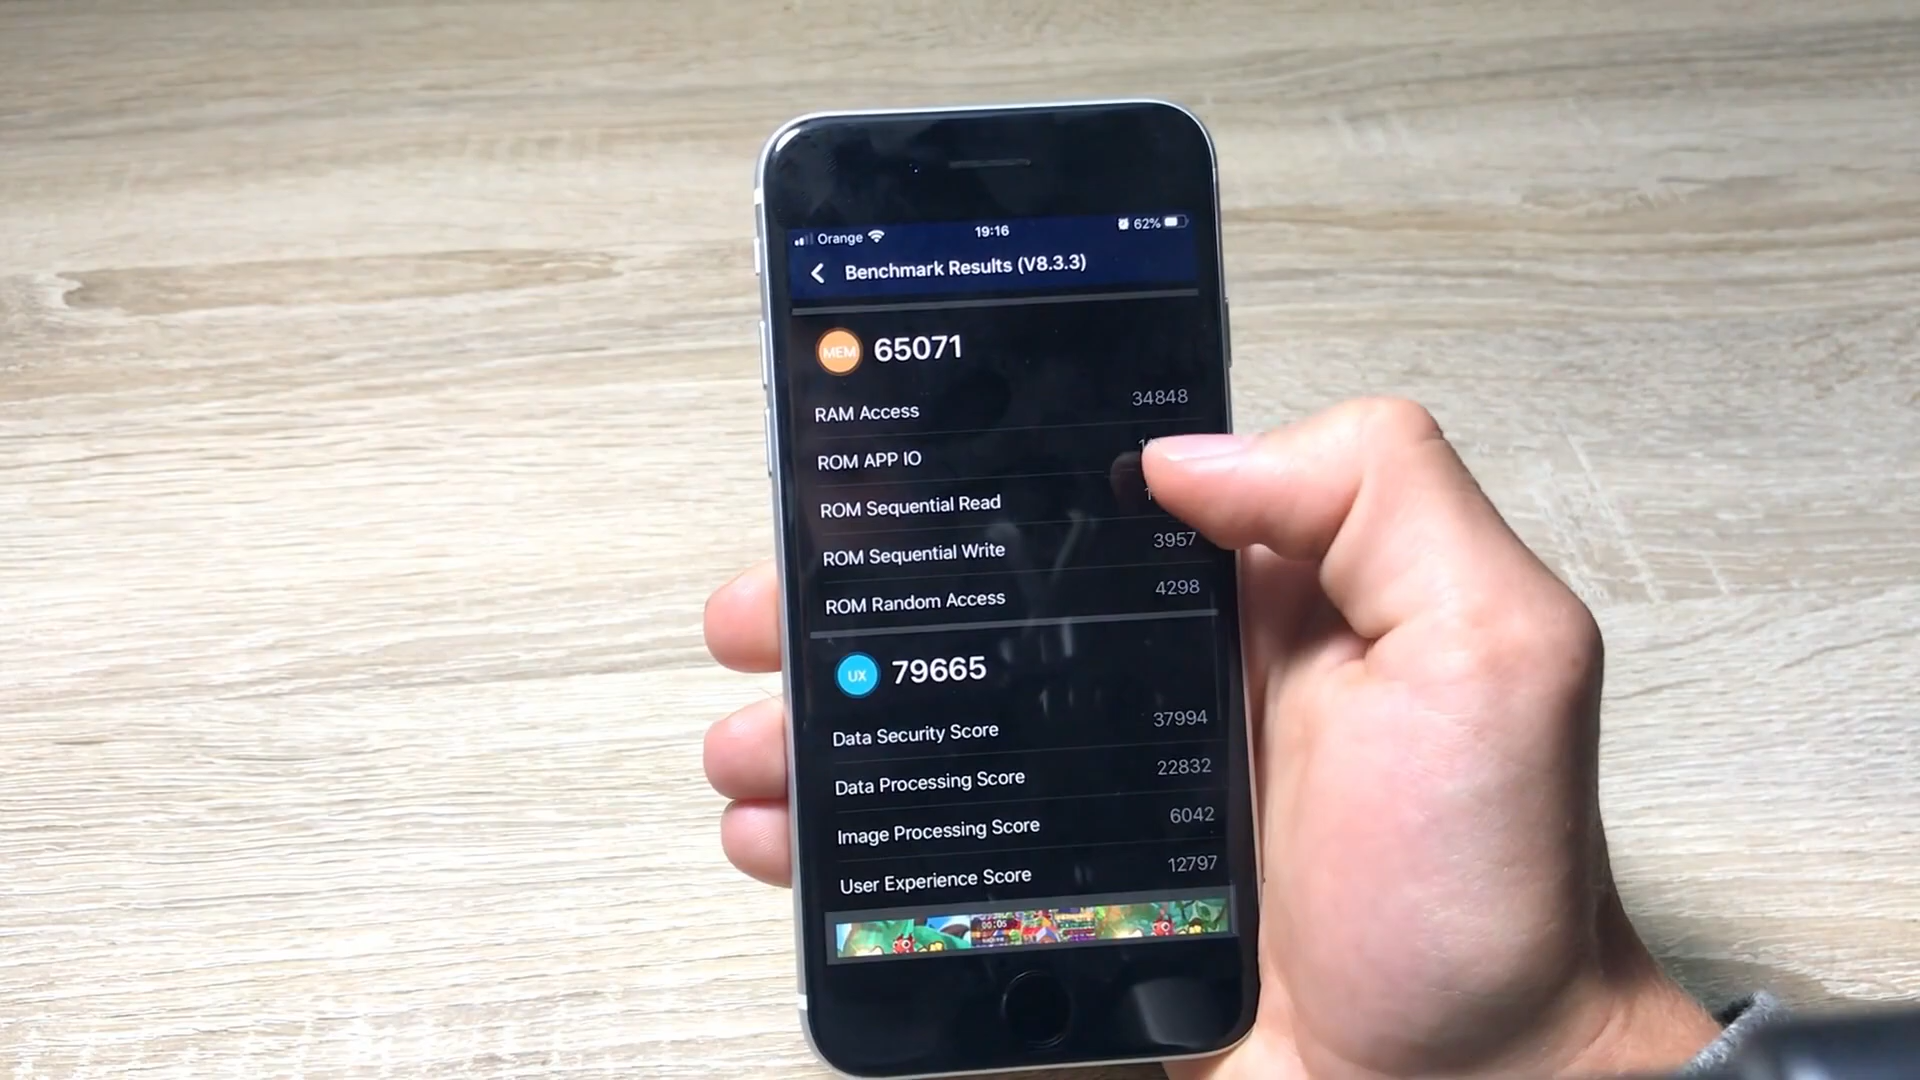 Orange 19:16 62%
Benchmark Results (V8.3.3)
MEM 65071
RAM Access 34848
ROM APP IO
ROM Sequential Read
ROM Sequential Write 3957
ROM Random Access 4298
UX 79665
Data Security Score 37994
Data Processing Score 22832
Image Processing Score 6042
User Experience Score 12797
00:05